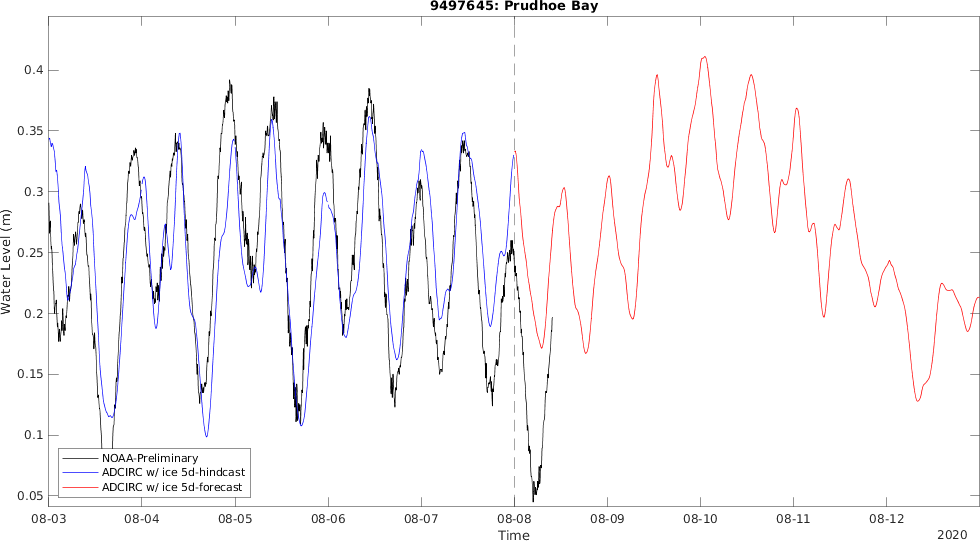 9497645: Prudhoe Bay
Water Level (m)
0.4
0.35
0.3
0.25
0.2
0.15
0.1
0.05
NOAA-Preliminary
ADCIRC w/ ice 5d-hindcast
ADCIRC w/ ice 5d-forecast
08-03 08-04 08-05 08-06 08-07 08-08 08-09 08-10 08-11 08-12
Time
2020